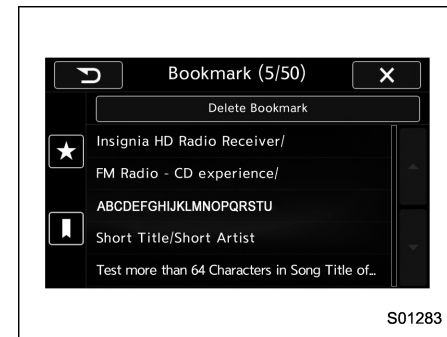 Bookmark (5/50)
Delete Bookmark
Insignia HD Radio Receiver/
FM Radio - CD experience/
ABCDEFGHIJKLMNOPQRSTU
Short Title/Short Artist
Test more than 64 Characters in Song Title of...
S01283